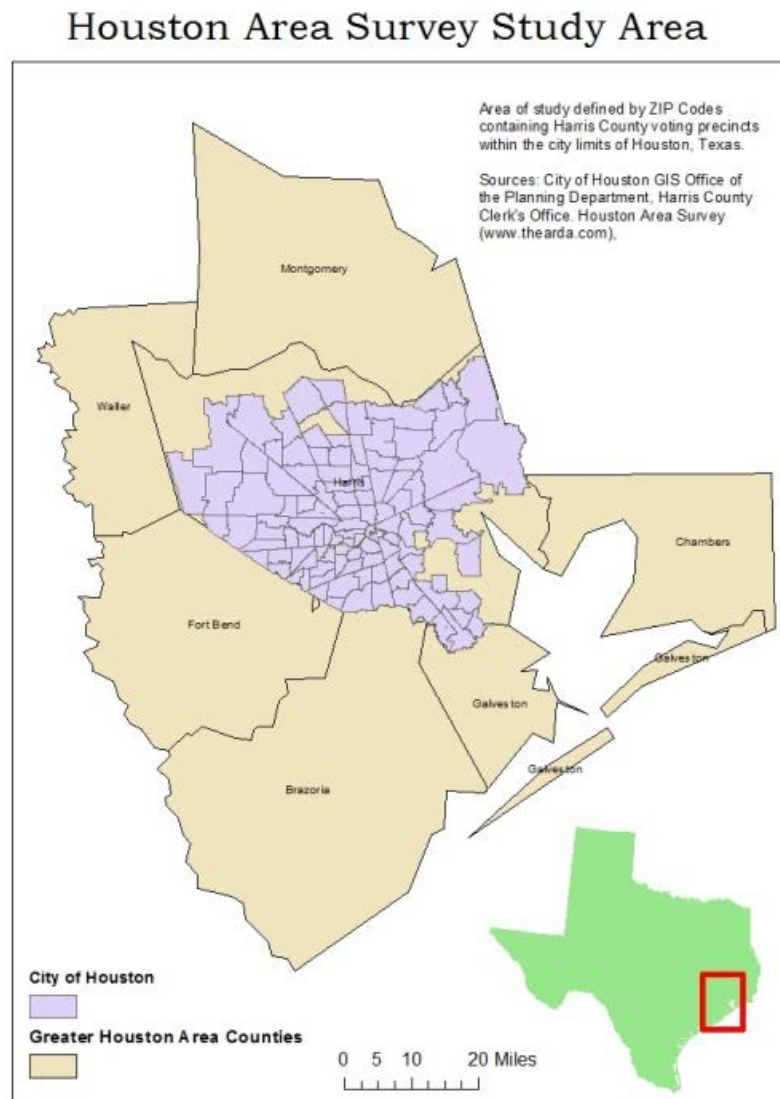 Houston Area Survey Study Area
Area of study defined by ZIP Codes
containing Harris County voting precincts
within the city limits of Houston, Texas.
Sources: City of Houston GIS Office of
the Planning Department, Harris County
Clerk's Office. Houston Area Survey
(www.thearda.com),
Montgomery
Waller
Harris
Chambers
Fort Bend
Galveston
Galveston
Galveston
Brazoria
City of Houston
Greater Houston Area Counties
0 5 10 20 Miles